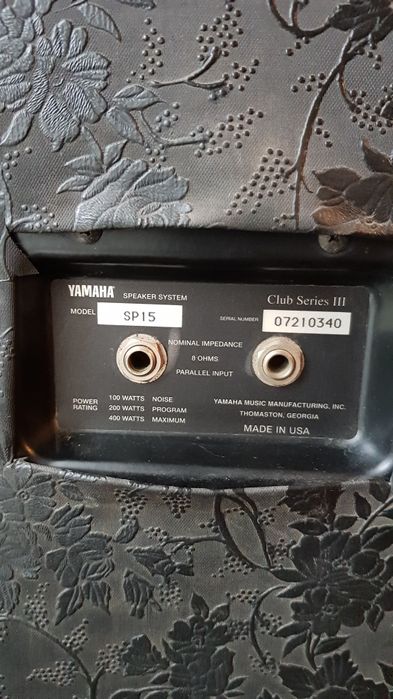 YAMAHA SPEAKER SYSTEM Club Series III
MODEL SP15 SERIAL NUMBER 07210340
NOMINAL IMPEDANCE
8 OHMS
PARALLEL INPUT
POWER RATING
100 WATTS NOISE
200 WATTS PROGRAM
400 WATTS MAXIMUM
YAMAHA MUSIC MANUFACTURING, INC.
THOMASTON, GEORGIA
MADE IN USA